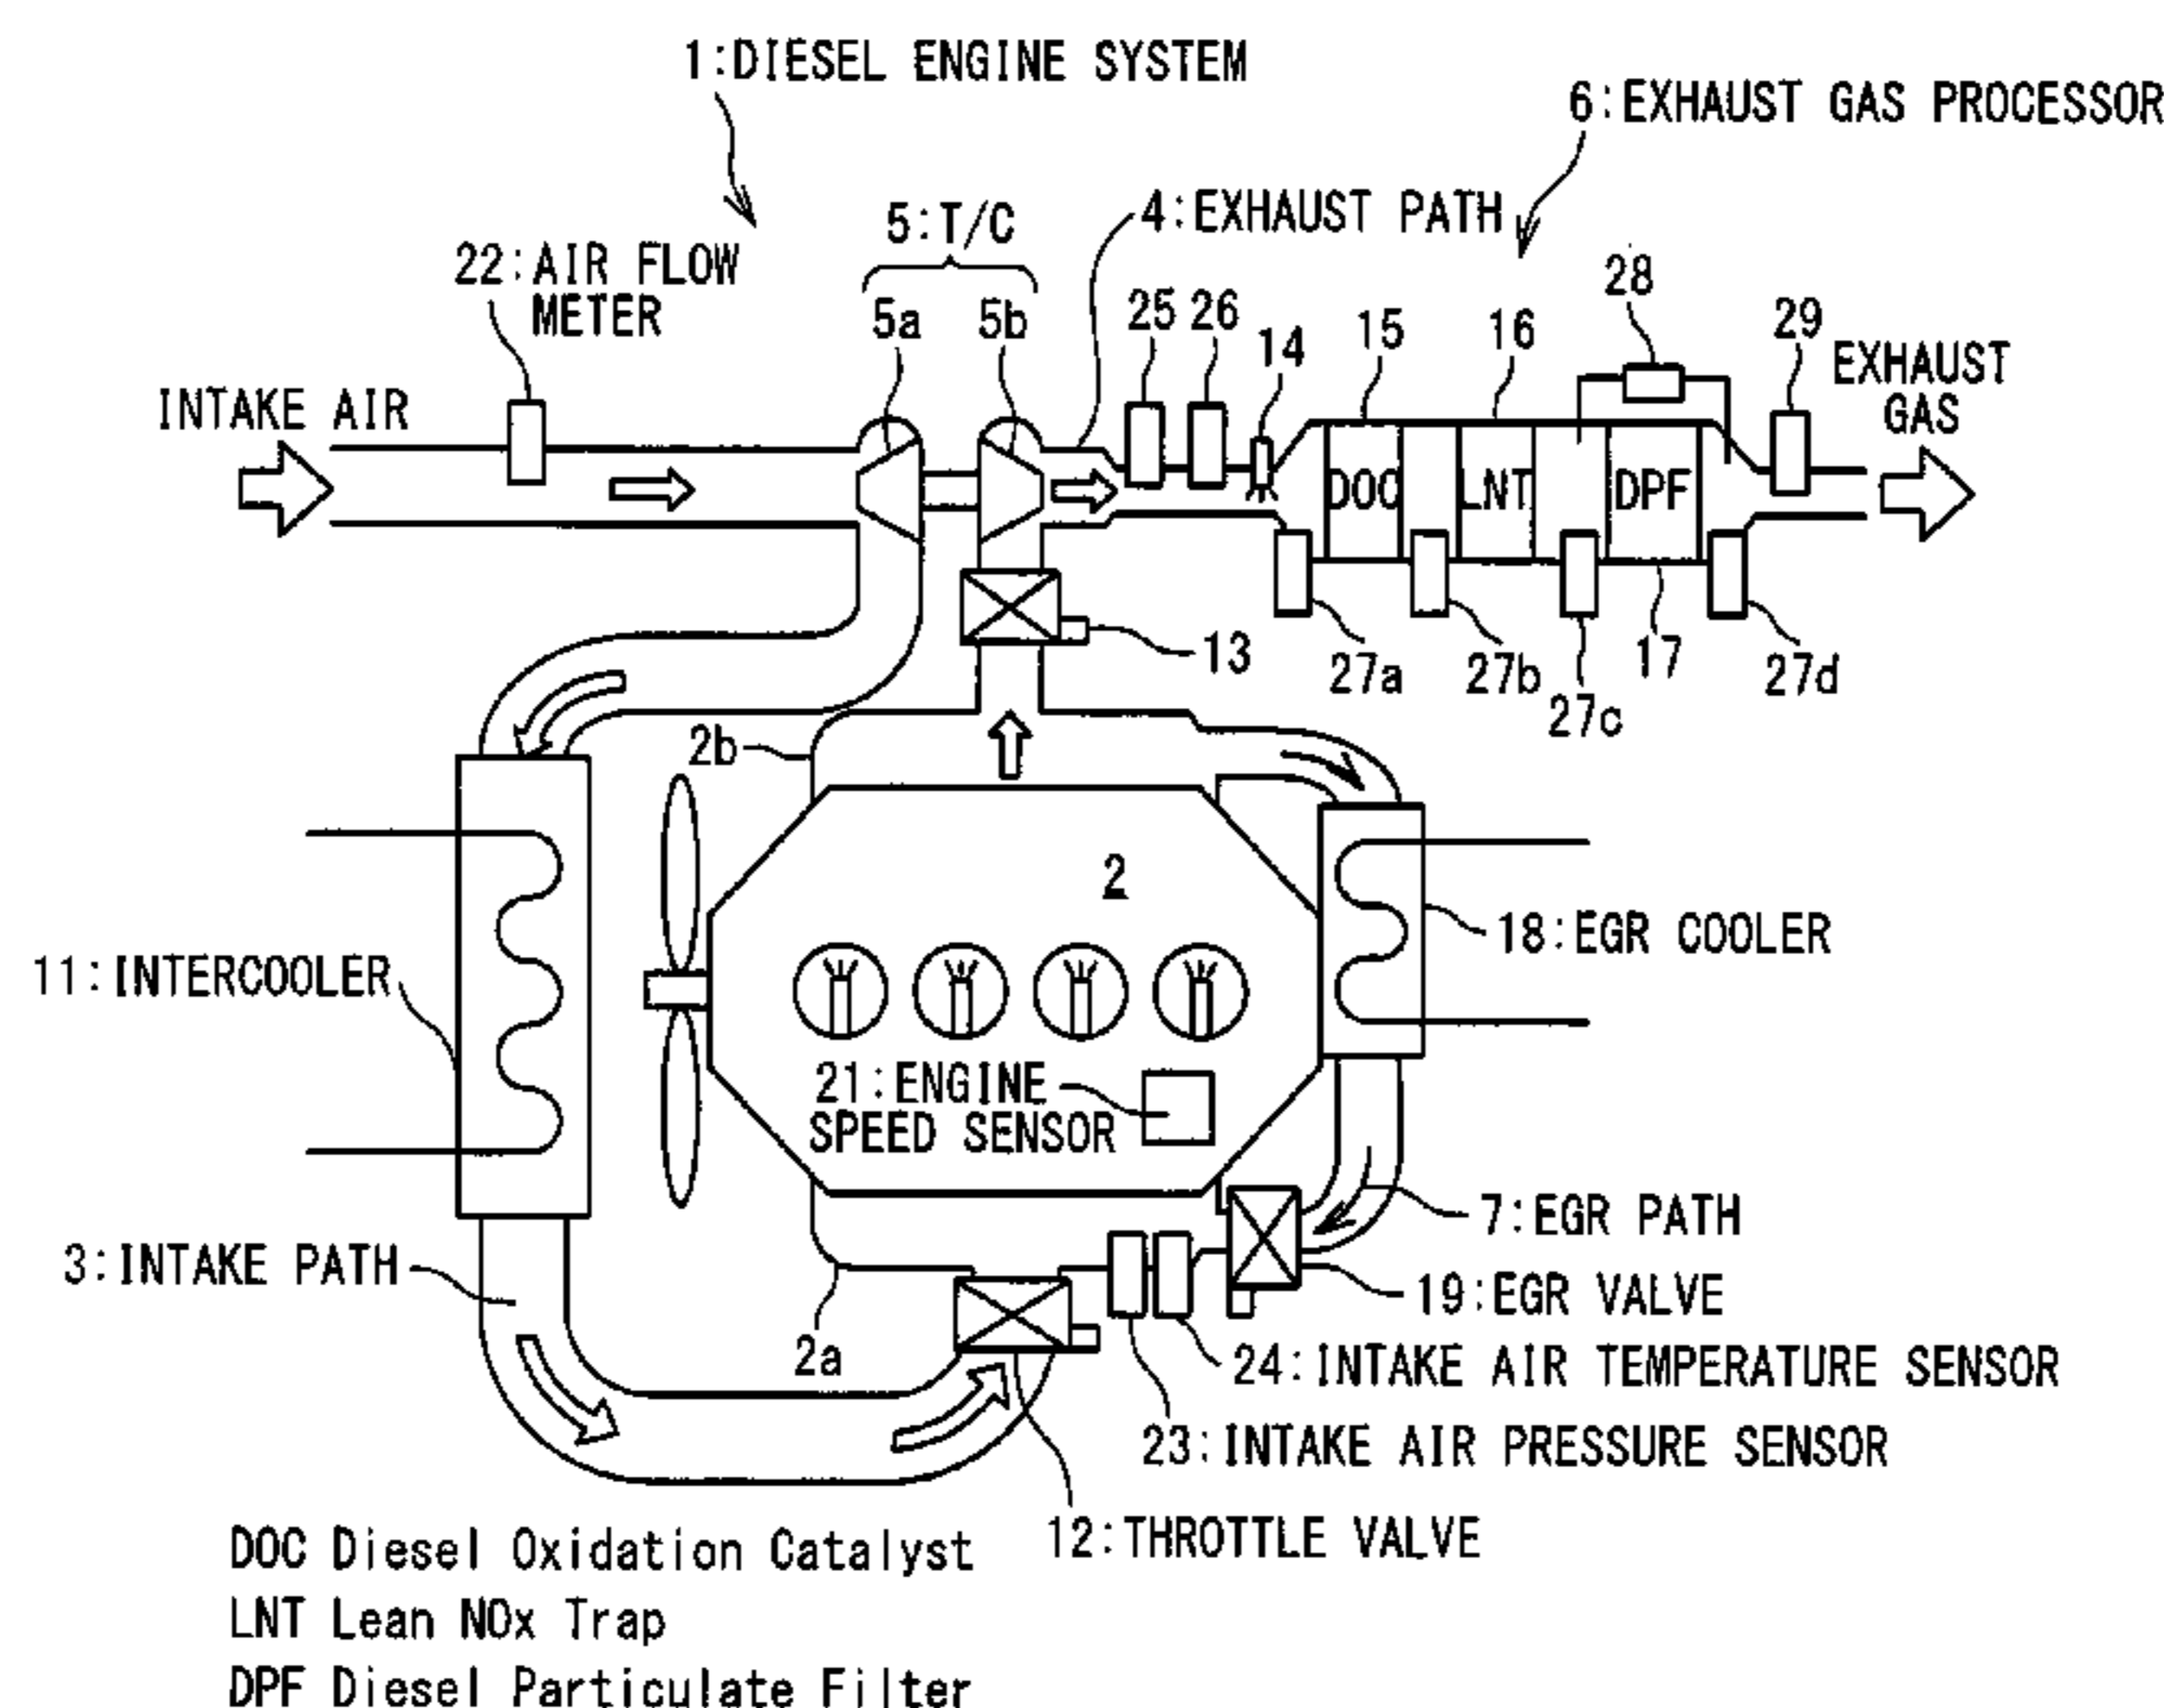 1:DIESEL ENGINE SYSTEM
6:EXHAUST GAS PROCESSOR
4:EXHAUST PATH
5:T/C
22:AIR FLOW
METER
5a
5b
25
26
14
15
16
28
29
EXHAUST
GAS
INTAKE AIR
DOC
LNT
DPF
13
27a
27b
27c
17
27d
2b
2
18:EGR COOLER
11:INTERCOOLER
21:ENGINE
SPEED SENSOR
7:EGR PATH
3:INTAKE PATH
19:EGR VALVE
2a
24:INTAKE AIR TEMPERATURE SENSOR
23:INTAKE AIR PRESSURE SENSOR
12:THROTTLE VALVE
DOC Diesel Oxidation Catalyst
LNT Lean NOx Trap
DPF Diesel Particulate Filter